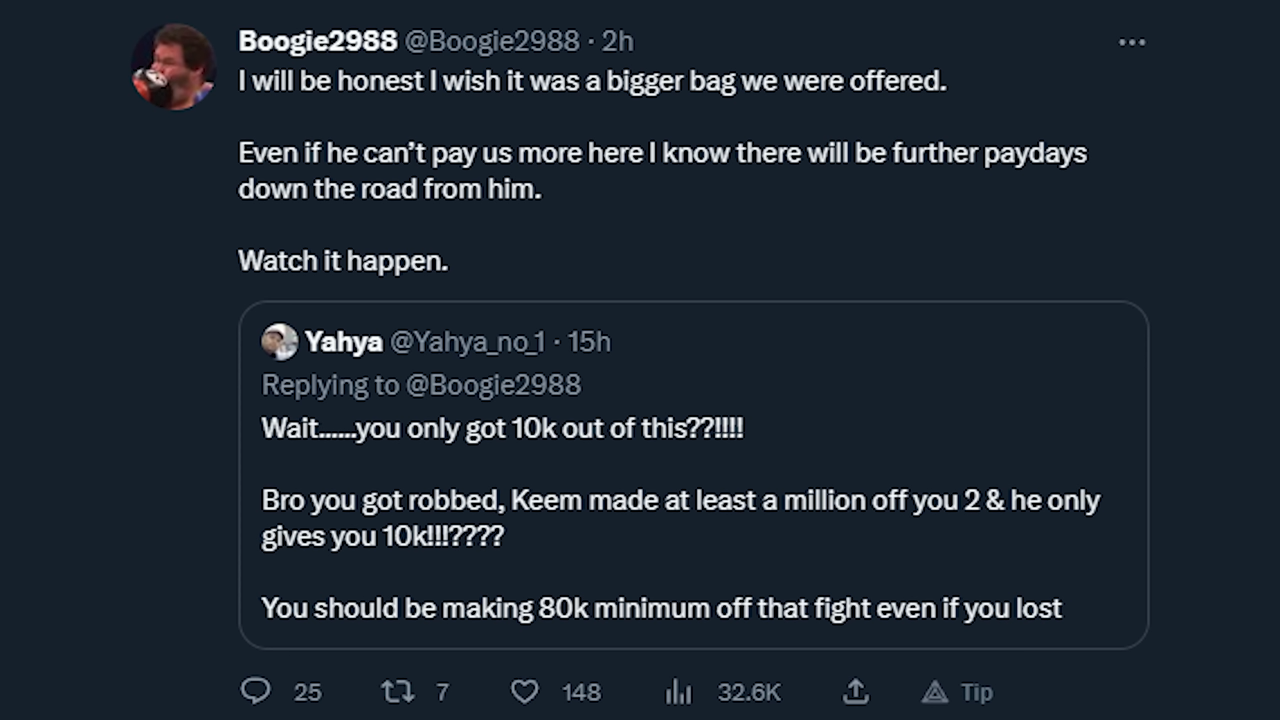 Boogie2988 @Boogie2988 · 2h
I will be honest I wish it was a bigger bag we were offered.
Even if he can’t pay us more here I know there will be further paydays
down the road from him.
Watch it happen.
Yahya @Yahya_no_1 · 15h
Replying to @Boogie2988
Wait......you only got 10k out of this??!!!!
Bro you got robbed, Keem made at least a million off you 2 & he only
gives you 10k!!!????
You should be making 80k minimum off that fight even if you lost
25 7 148 32.6K Tip